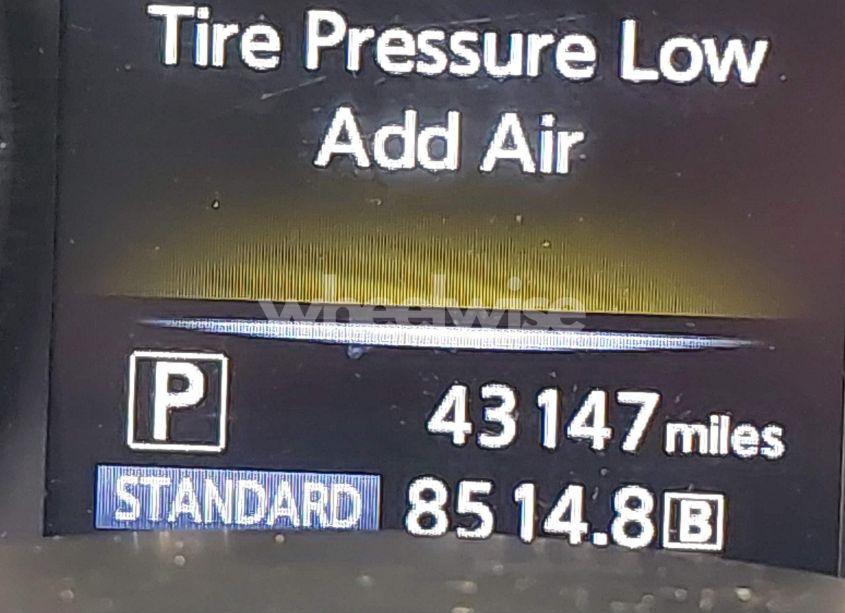 Tire Pressure Low
Add Air
wheelwise
P 43147 miles
STANDARD 8514.8 B